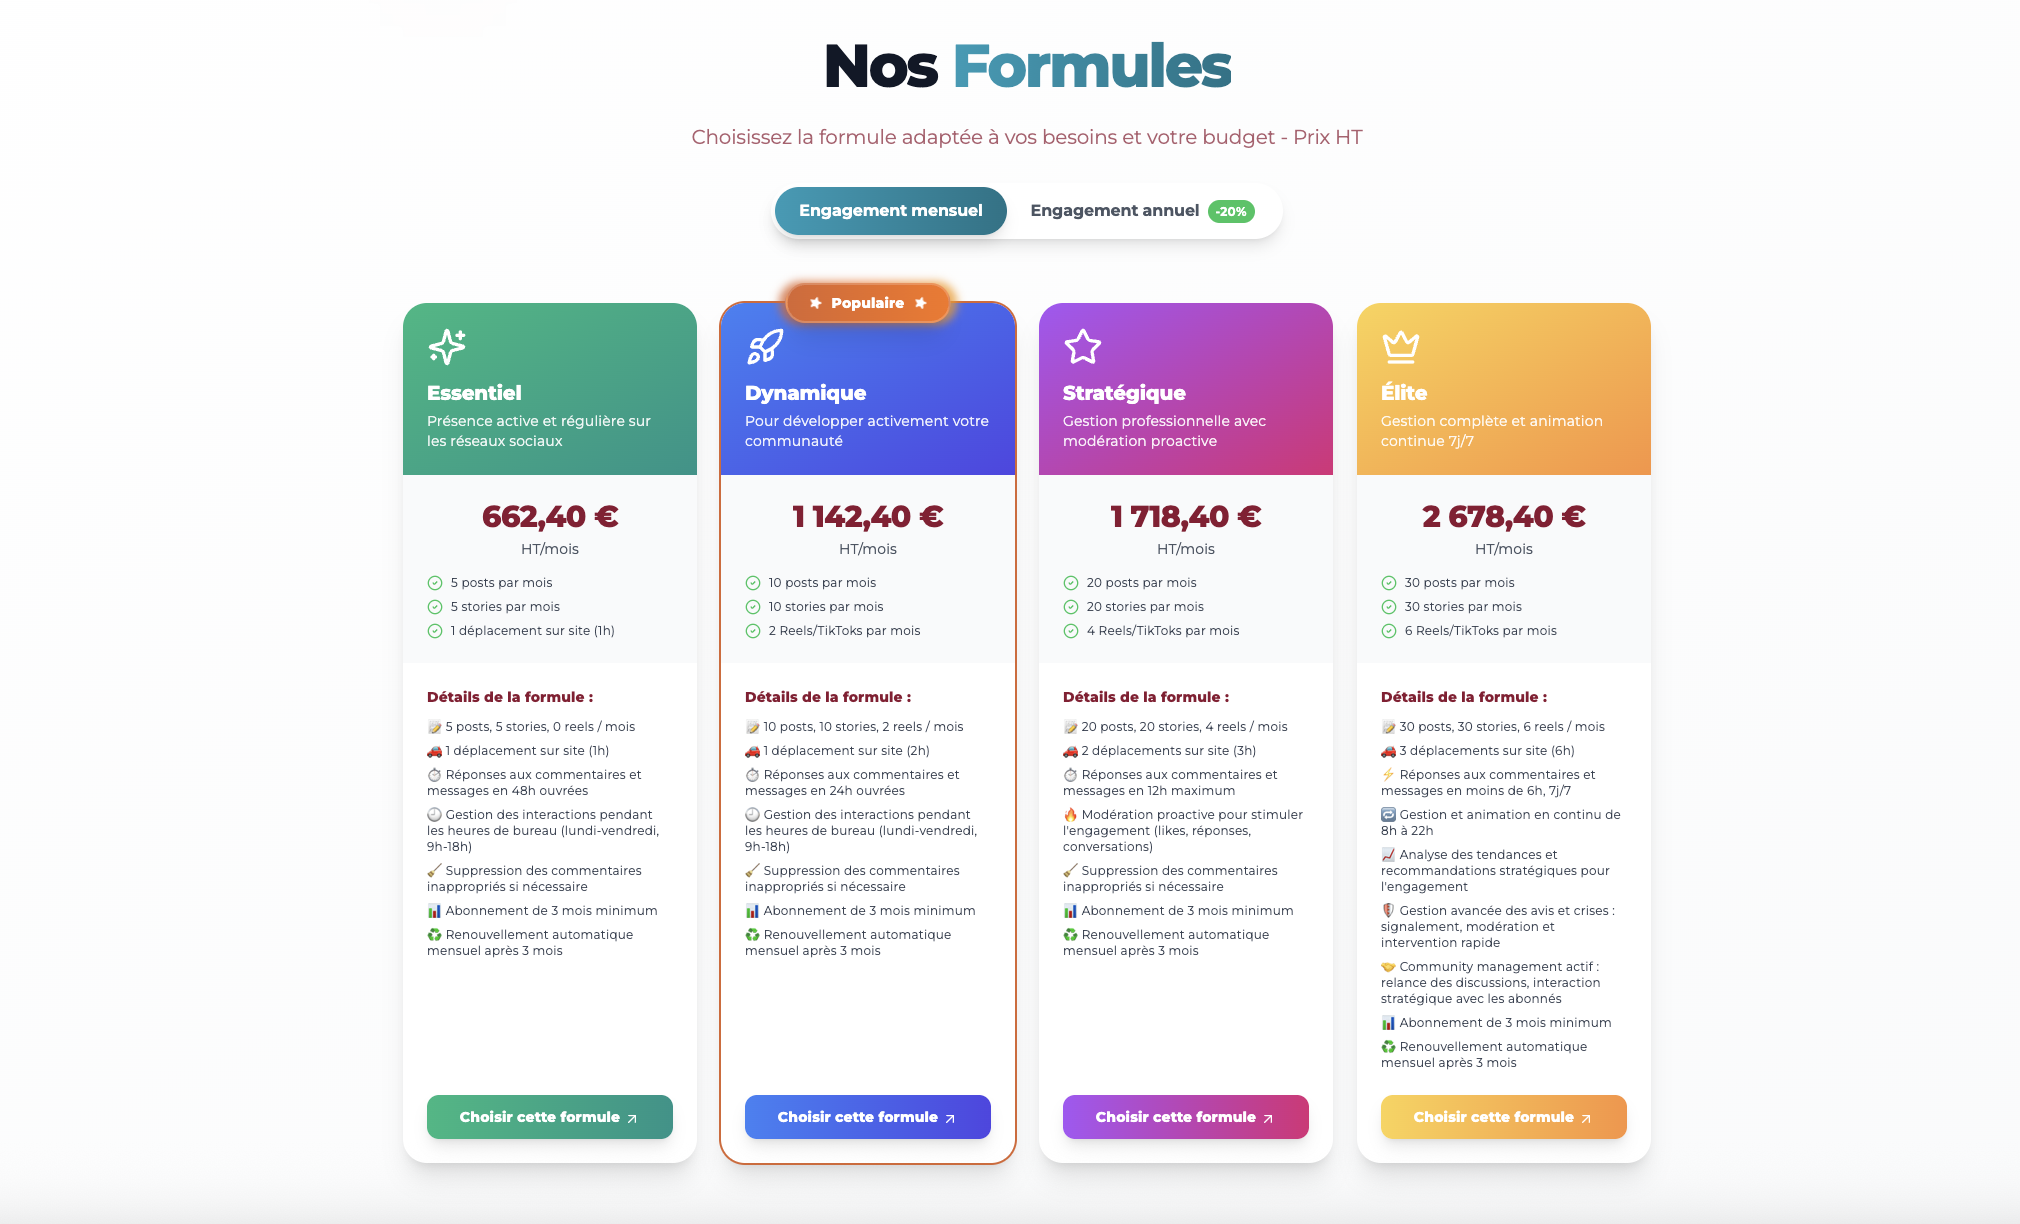 Nos Formules
Choisissez la formule adaptée à vos besoins et votre budget - Prix HT
Engagement mensuel
Engagement annuel -20%
Essentiel
Présence active et régulière sur
les réseaux sociaux
662,40 €
HT/mois
5 posts par mois
5 stories par mois
1 déplacement sur site (1h)
Détails de la formule :
📝 5 posts, 5 stories, 0 reels / mois
🚗 1 déplacement sur site (1h)
⏱️ Réponses aux commentaires et
messages en 48h ouvrées
🕘 Gestion des interactions pendant
les heures de bureau (lundi-vendredi,
9h-18h)
🧹 Suppression des commentaires
inappropriés si nécessaire
📊 Abonnement de 3 mois minimum
♻️ Renouvellement automatique
mensuel après 3 mois
Choisir cette formule
Populaire
Dynamique
Pour développer activement votre
communauté
1 142,40 €
HT/mois
10 posts par mois
10 stories par mois
2 Reels/TikToks par mois
Détails de la formule :
📝 10 posts, 10 stories, 2 reels / mois
🚗 1 déplacement sur site (2h)
⏱️ Réponses aux commentaires et
messages en 24h ouvrées
🕘 Gestion des interactions pendant
les heures de bureau (lundi-vendredi,
9h-18h)
🧹 Suppression des commentaires
inappropriés si nécessaire
📊 Abonnement de 3 mois minimum
♻️ Renouvellement automatique
mensuel après 3 mois
Choisir cette formule
Stratégique
Gestion professionnelle avec
modération proactive
1 718,40 €
HT/mois
20 posts par mois
20 stories par mois
4 Reels/TikToks par mois
Détails de la formule :
📝 20 posts, 20 stories, 4 reels / mois
🚗 2 déplacements sur site (3h)
⏱️ Réponses aux commentaires et
messages en 12h maximum
🔥 Modération proactive pour stimuler
l'engagement (likes, réponses,
conversations)
🧹 Suppression des commentaires
inappropriés si nécessaire
📊 Abonnement de 3 mois minimum
♻️ Renouvellement automatique
mensuel après 3 mois
Choisir cette formule
Élite
Gestion complète et animation
continue 7j/7
2 678,40 €
HT/mois
30 posts par mois
30 stories par mois
6 Reels/TikToks par mois
Détails de la formule :
📝 30 posts, 30 stories, 6 reels / mois
🚗 3 déplacements sur site (6h)
⚡ Réponses aux commentaires et
messages en moins de 6h, 7j/7
🔁 Gestion et animation en continu de
8h à 22h
📈 Analyse des tendances et
recommandations stratégiques pour
l'engagement
🛡️ Gestion avancée des avis et crises :
signalement, modération et
intervention rapide
🤝 Community management actif :
relance des discussions, interaction
stratégique avec les abonnés
📊 Abonnement de 3 mois minimum
♻️ Renouvellement automatique
mensuel après 3 mois
Choisir cette formule